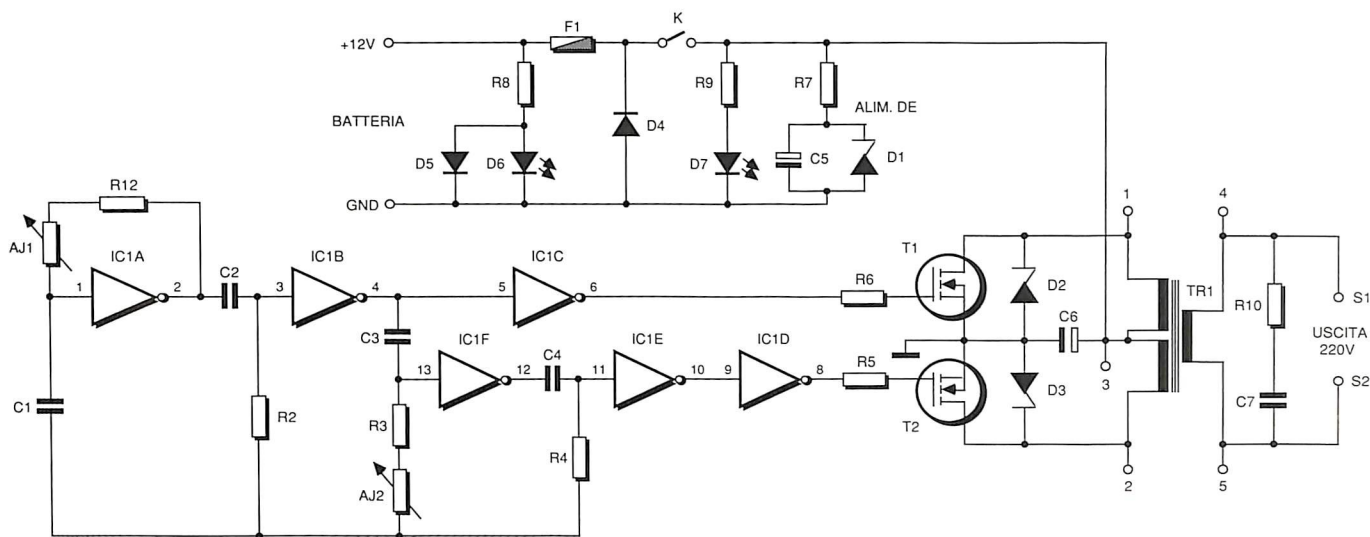 F1
K
+12V
R8
R9
R7
BATTERIA
ALIM. DE
D4
D5
D6
D7
C5
D1
GND
R12
1
4
AJ1
IC1A
IC1B
IC1C
T1
C2
R6
D2
TR1
1
2
3
4
5
6
R10
S1
C6
USCITA
220V
C3
IC1F
C4
IC1E
IC1D
R5
13
12
11
10
9
8
3
S2
D3
C1
R2
R3
R4
T2
C7
AJ2
2
5